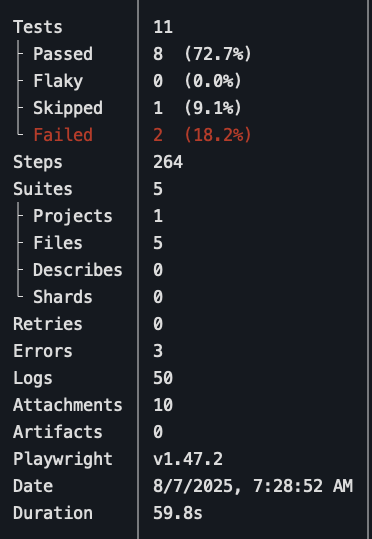 Tests 11
Passed 8 (72.7%)
Flaky 0 (0.0%)
Skipped 1 (9.1%)
Failed 2 (18.2%)
Steps 264
Suites 5
Projects 1
Files 5
Describes 0
Shards 0
Retries 0
Errors 3
Logs 50
Attachments 10
Artifacts 0
Playwright v1.47.2
Date 8/7/2025, 7:28:52 AM
Duration 59.8s